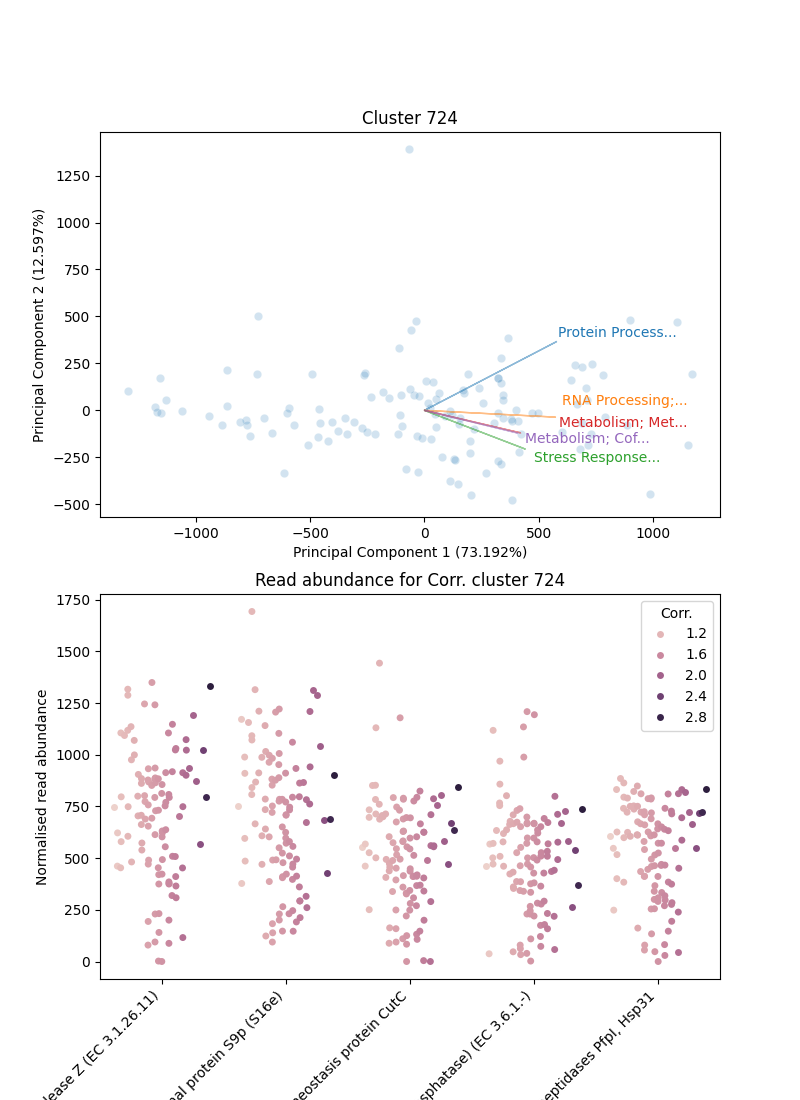 Cluster 724
Principal Component 2 (12.597%)
1250
1000
750
500
250
0
−250
−500
Protein Process...
RNA Processing;...
Metabolism; Met...
Metabolism; Cof...
Stress Response...
−1000
−500
0
500
1000
Principal Component 1 (73.192%)
Read abundance for Corr. cluster 724
Normalised read abundance
1750
1500
1250
1000
750
500
250
0
Corr.
1.2
1.6
2.0
2.4
2.8
lease Z (EC 3.1.26.11)
al protein S9p (S16e)
eostasis protein CutC
sphatase) (EC 3.6.1.-)
eptidases PfpI, Hsp31